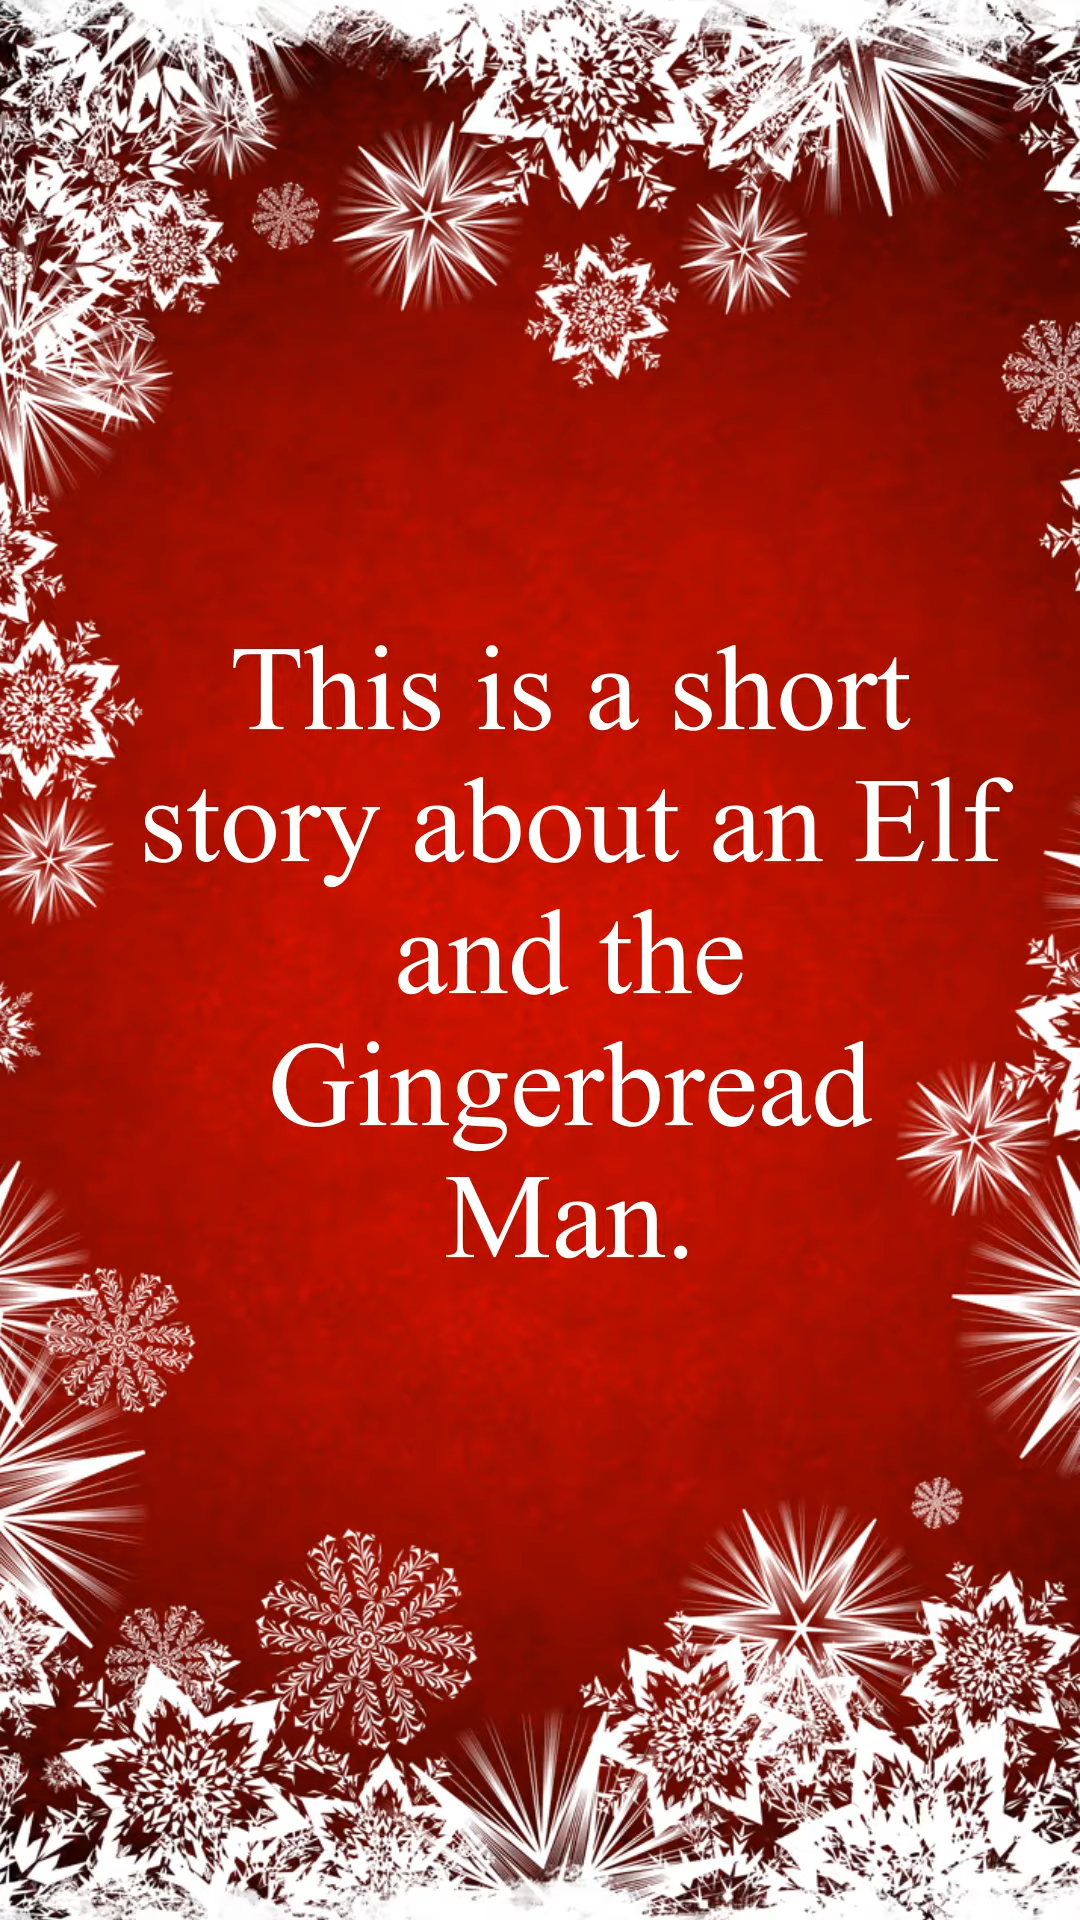 This is a short
story about an Elf
and the
Gingerbread
Man.